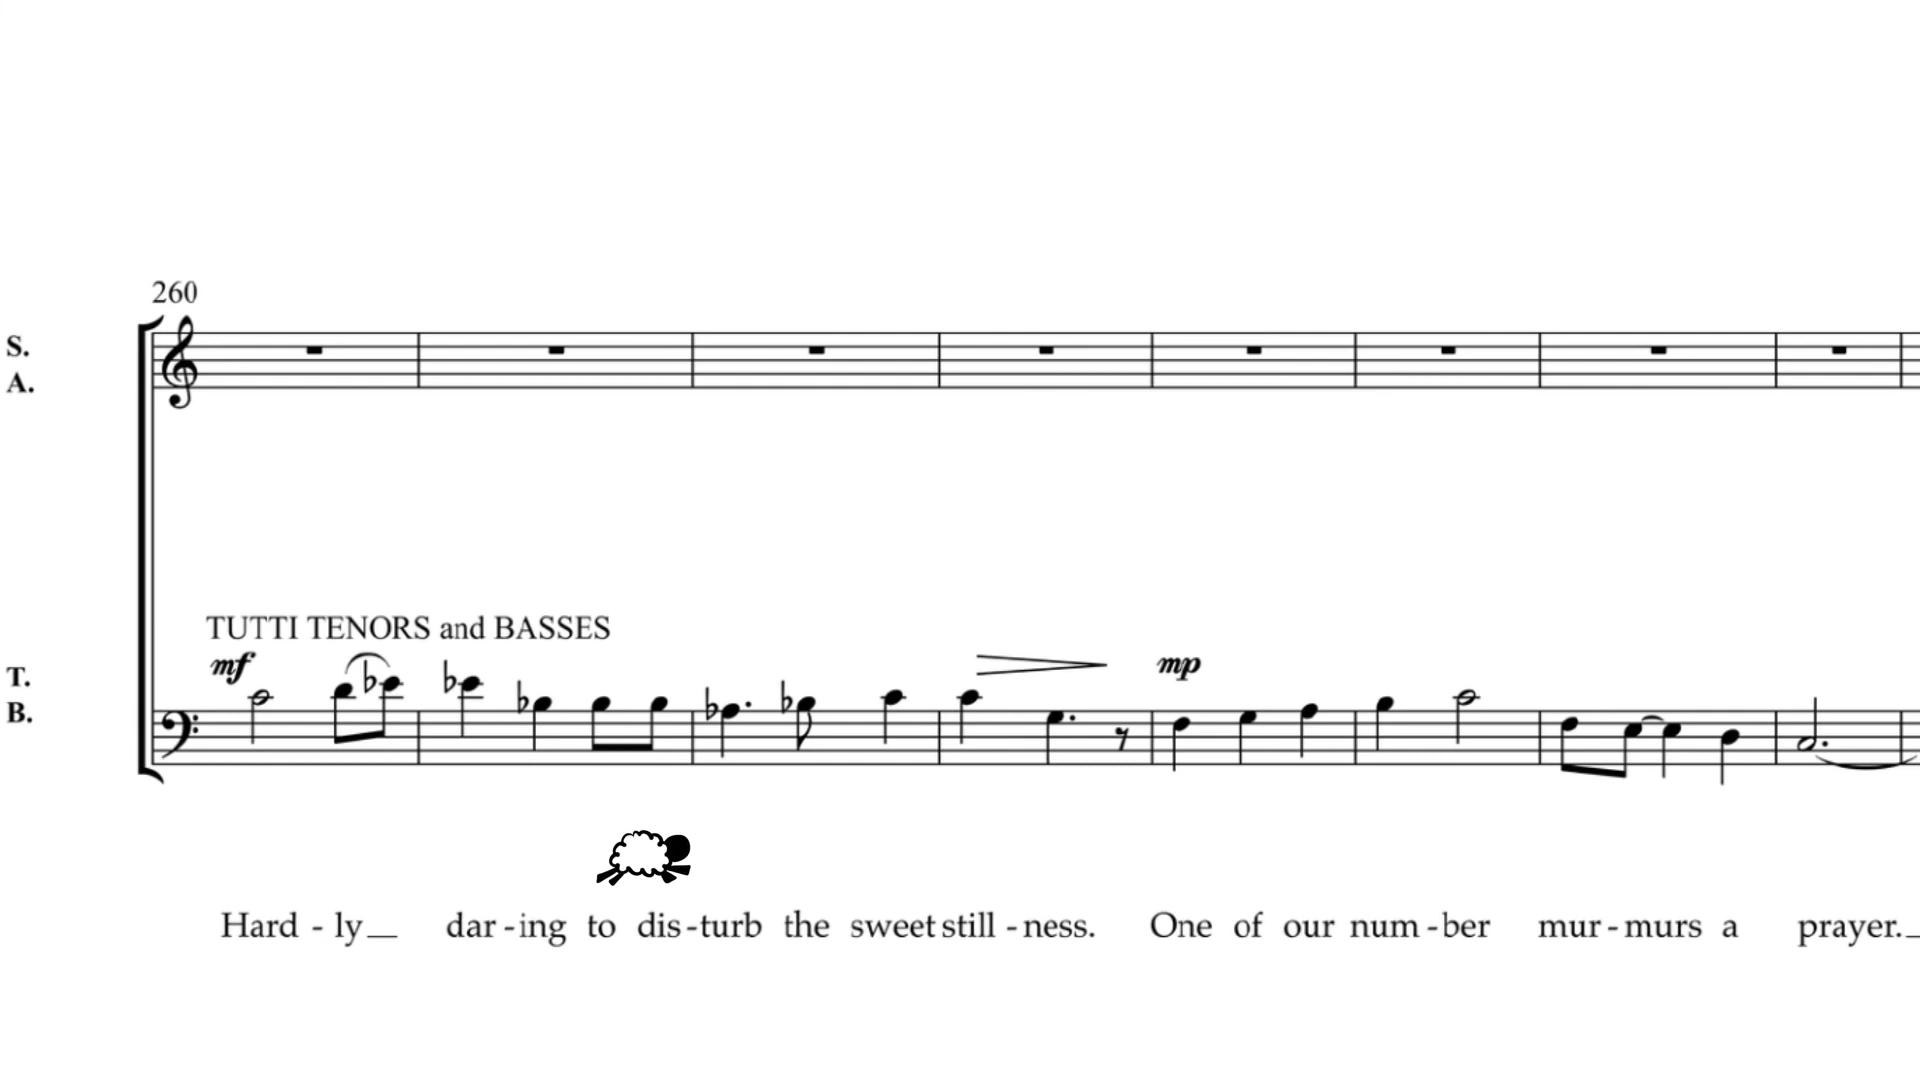 260
S.
A.
TUTTI TENORS and BASSES
mf
mp
T.
B.
Hard - ly__ dar - ing to dis - turb the sweet still - ness. One of our num - ber mur - murs a prayer.__